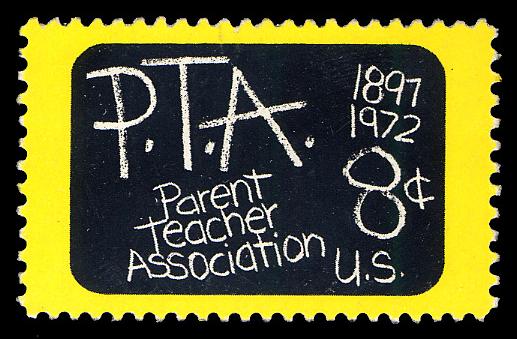 P.T.A.
1897
1972
8¢
Parent
teacher
Association
U.S.